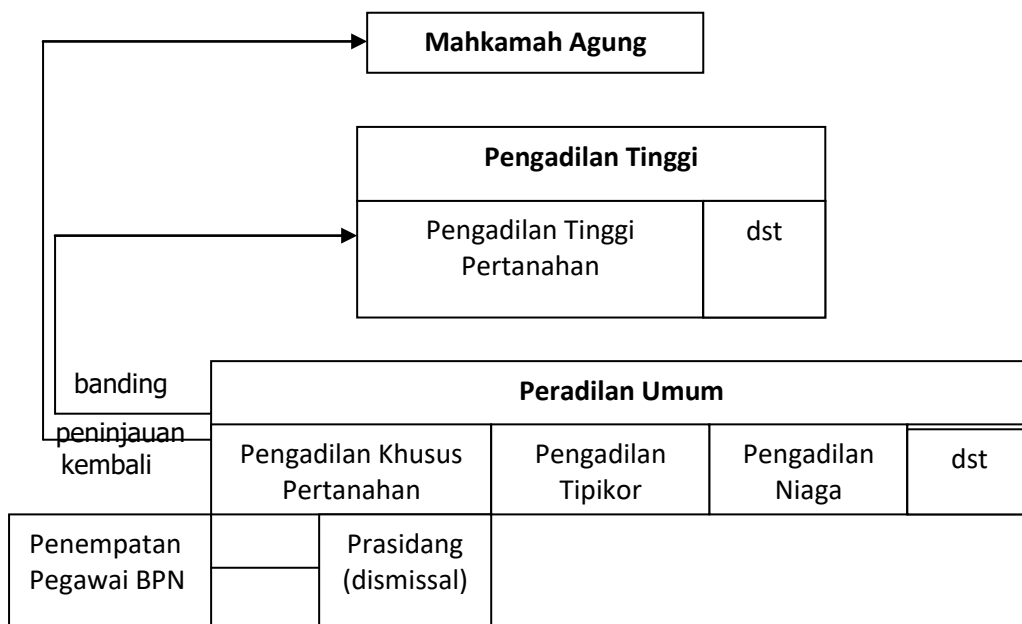 Mahkamah Agung
Pengadilan Tinggi
Pengadilan Tinggi
Pertanahan
dst
banding
peninjauan
kembali
Peradilan Umum
Pengadilan Khusus
Pertanahan
Pengadilan
Tipikor
Pengadilan
Niaga
dst
Penempatan
Pegawai BPN
Prasidang
(dismissal)